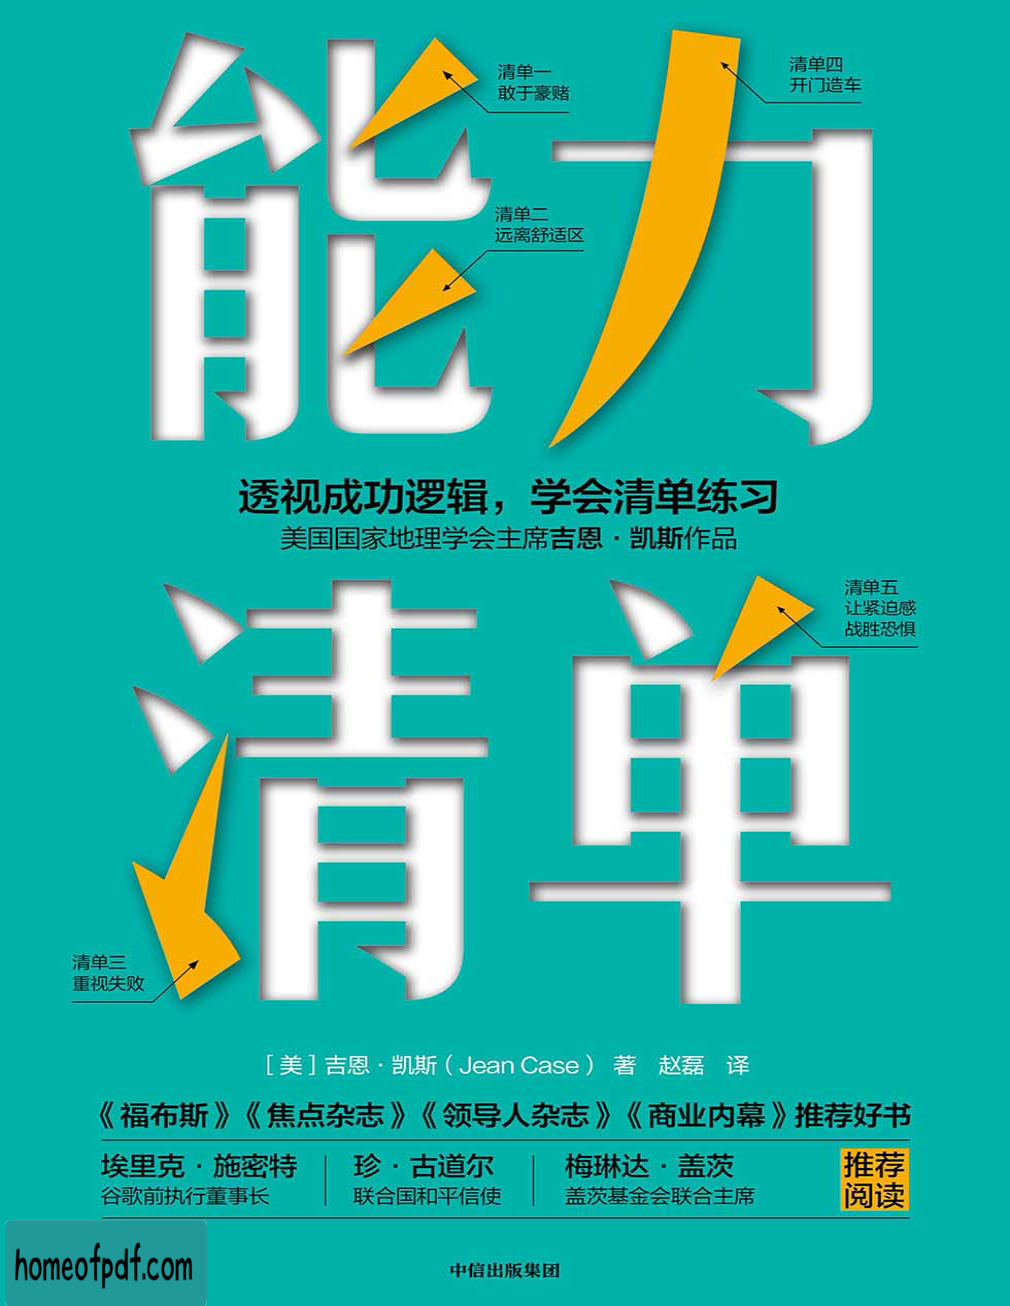 能力
清单一
敢于豪赌
清单四
开门造车
清单二
远离舒适区
透视成功逻辑，学会清单练习
美国国家地理学会主席吉恩·凯斯作品
清单
清单五
让紧迫感
战胜恐惧
清单三
重视失败
［美］吉恩·凯斯（Jean Case） 著 赵磊 译
《福布斯》《焦点杂志》《领导人杂志》《商业内幕》推荐好书
埃里克·施密特
谷歌前执行董事长
珍·古道尔
联合国和平信使
梅琳达·盖茨
盖茨基金会联合主席
推荐
阅读
homeofpdf.com
中信出版集团